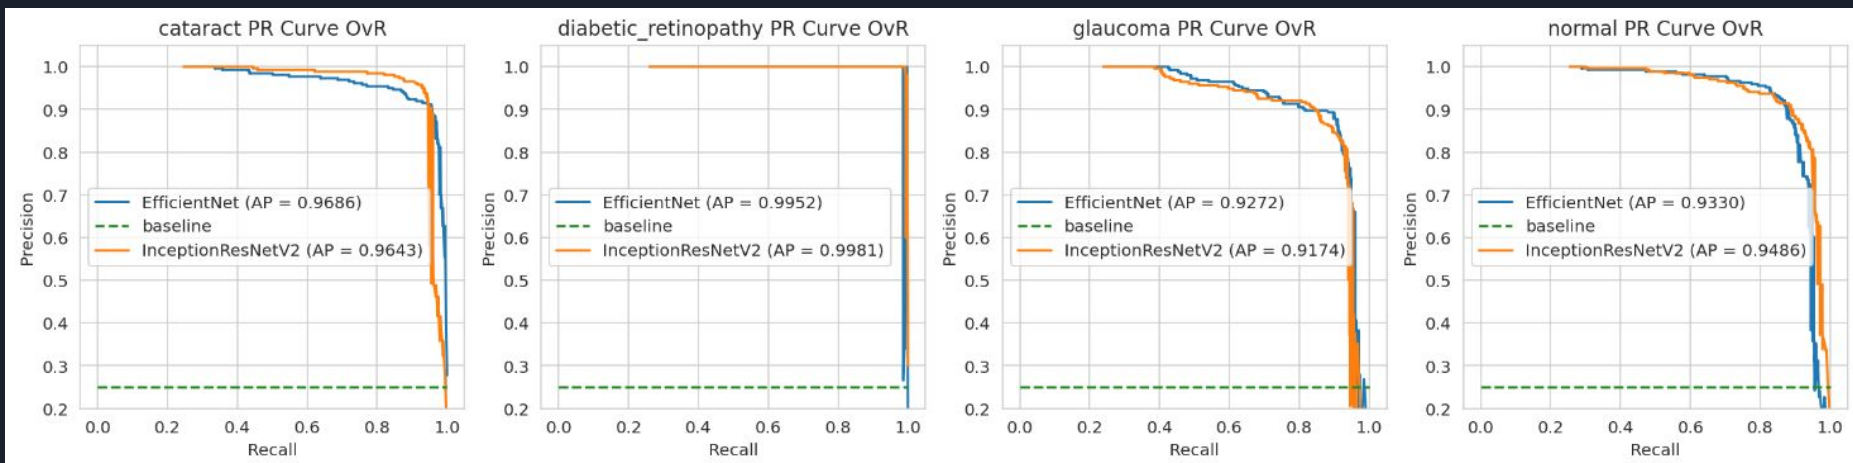 cataract PR Curve OvR
1.0
0.9
0.8
0.7
0.6
0.5
0.4
0.3
0.2
Precision
EfficientNet (AP = 0.9686)
baseline
InceptionResNetV2 (AP = 0.9643)
0.0 0.2 0.4 0.6 0.8 1.0
Recall
diabetic_retinopathy PR Curve OvR
1.0
0.9
0.8
0.7
0.6
0.5
0.4
0.3
0.2
Precision
EfficientNet (AP = 0.9952)
baseline
InceptionResNetV2 (AP = 0.9981)
0.0 0.2 0.4 0.6 0.8 1.0
Recall
glaucoma PR Curve OvR
1.0
0.9
0.8
0.7
0.6
0.5
0.4
0.3
0.2
Precision
EfficientNet (AP = 0.9272)
baseline
InceptionResNetV2 (AP = 0.9174)
0.0 0.2 0.4 0.6 0.8 1.0
Recall
normal PR Curve OvR
1.0
0.9
0.8
0.7
0.6
0.5
0.4
0.3
0.2
Precision
EfficientNet (AP = 0.9330)
baseline
InceptionResNetV2 (AP = 0.9486)
0.0 0.2 0.4 0.6 0.8 1.0
Recall